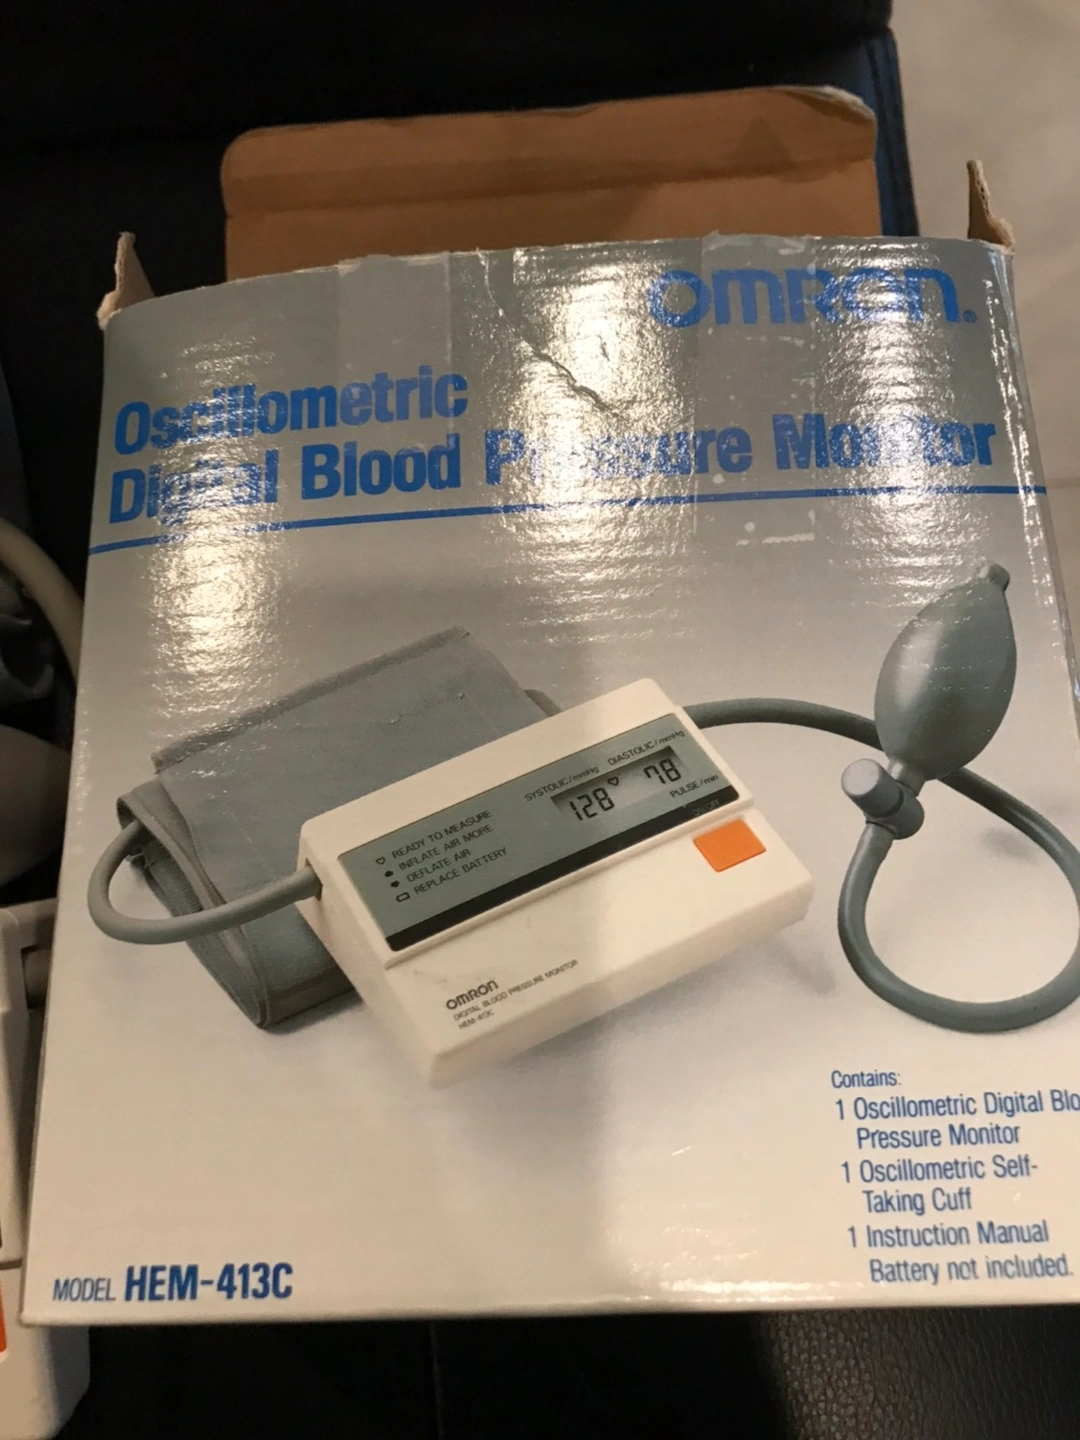 OMRON®
Oscillometric
Digital Blood Pressure Monitor
SYSTOLIC/mmHg DIASTOLIC/mmHg
128 78
PULSE/min
READY TO MEASURE
INFLATE AIR MORE
DEFLATE AIR
REPLACE BATTERY
OMRON
DIGITAL BLOOD PRESSURE MONITOR
HEM-413C
Contains:
1 Oscillometric Digital Blo
Pressure Monitor
1 Oscillometric Self-
Taking Cuff
1 Instruction Manual
Battery not included.
MODEL HEM-413C